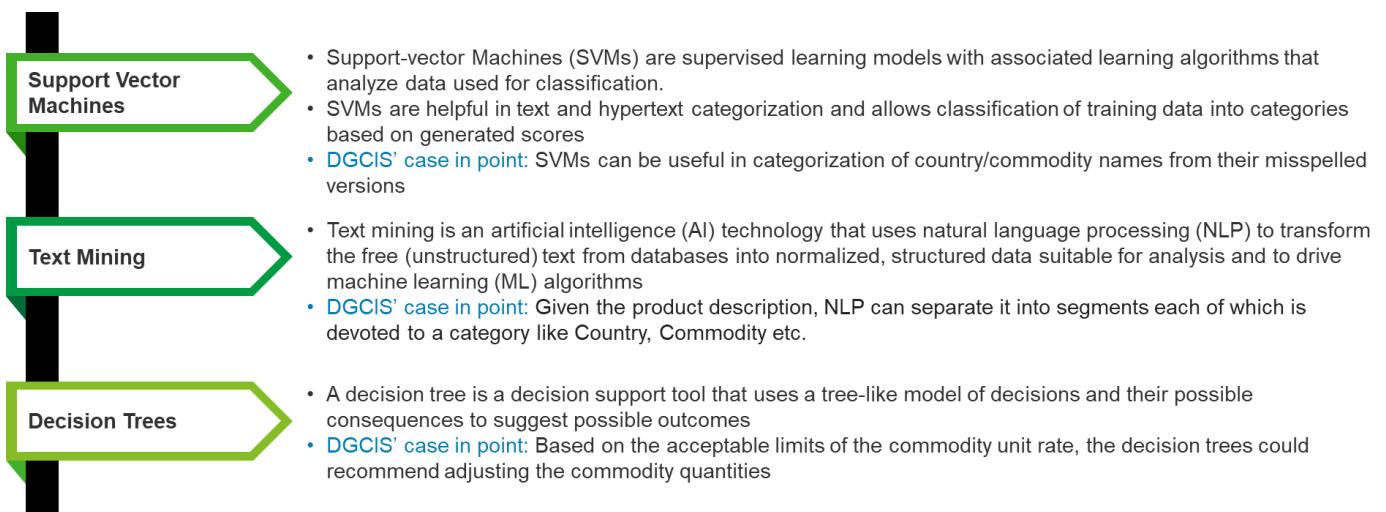 Support Vector
Machines
• Support-vector Machines (SVMs) are supervised learning models with associated learning algorithms that
analyze data used for classification.
• SVMs are helpful in text and hypertext categorization and allows classification of training data into categories
based on generated scores
• DGCIS’ case in point: SVMs can be useful in categorization of country/commodity names from their misspelled
versions
Text Mining
• Text mining is an artificial intelligence (AI) technology that uses natural language processing (NLP) to transform
the free (unstructured) text from databases into normalized, structured data suitable for analysis and to drive
machine learning (ML) algorithms
• DGCIS’ case in point: Given the product description, NLP can separate it into segments each of which is
devoted to a category like Country, Commodity etc.
Decision Trees
• A decision tree is a decision support tool that uses a tree-like model of decisions and their possible
consequences to suggest possible outcomes
• DGCIS’ case in point: Based on the acceptable limits of the commodity unit rate, the decision trees could
recommend adjusting the commodity quantities